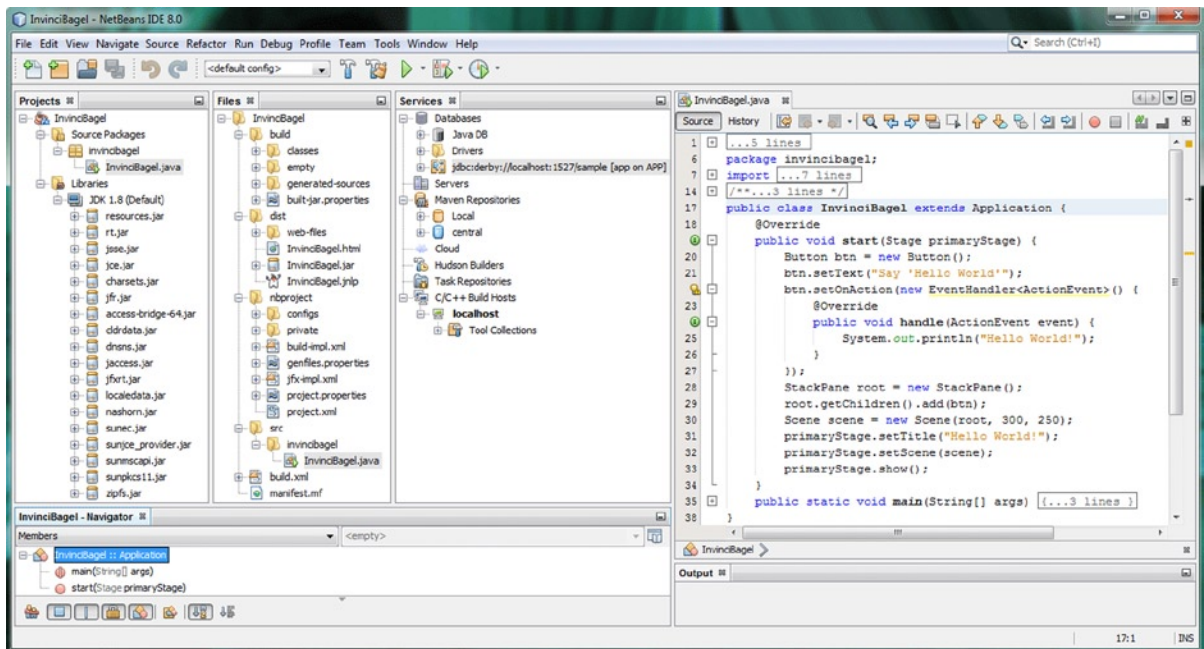 InvinciBagel - NetBeans IDE 8.0
File Edit View Navigate Source Refactor Run Debug Profile Team Tools Window Help
Search (Ctrl+I)
<default config>
Projects
InvinciBagel
Source Packages
invincibagel
InvinciBagel.java
Libraries
JDK 1.8 (Default)
resources.jar
rt.jar
jsse.jar
jce.jar
charsets.jar
jfr.jar
access-bridge-64.jar
cldrdata.jar
dnsns.jar
jaccess.jar
jfxrt.jar
localedata.jar
nashorn.jar
sunec.jar
sunjce_provider.jar
sunmscapi.jar
sunpkcs11.jar
zipfs.jar
Files
InvinciBagel
build
classes
empty
generated-sources
built-jar.properties
dist
web-files
InvinciBagel.html
InvinciBagel.jar
InvinciBagel.jnlp
nbproject
configs
private
build-impl.xml
genfiles.properties
jfx-impl.xml
project.properties
project.xml
src
invincibagel
InvinciBagel.java
build.xml
manifest.mf
Services
Databases
Java DB
Drivers
jdbc:derby://localhost:1527/sample [app on APP]
Servers
Maven Repositories
Local
central
Cloud
Hudson Builders
Task Repositories
C/C++ Build Hosts
localhost
Tool Collections
InvinciBagel.java
Source History
1 ...5 lines
6 package invincibagel;
7 import ...7 lines
14 /**...3 lines */
17 public class InvinciBagel extends Application {
18 @Override
public void start(Stage primaryStage) {
20 Button btn = new Button();
21 btn.setText("Say 'Hello World'");
btn.setOnAction(new EventHandler<ActionEvent>() {
23 @Override
public void handle(ActionEvent event) {
25 System.out.println("Hello World!");
26 }
27 });
28 StackPane root = new StackPane();
29 root.getChildren().add(btn);
30 Scene scene = new Scene(root, 300, 250);
31 primaryStage.setTitle("Hello World!");
32 primaryStage.setScene(scene);
33 primaryStage.show();
34 }
35 public static void main(String[] args) {...3 lines }
38 }
InvinciBagel
InvinciBagel - Navigator
Members
<empty>
InvinciBagel :: Application
main(String[] args)
start(Stage primaryStage)
Output
17:1 INS